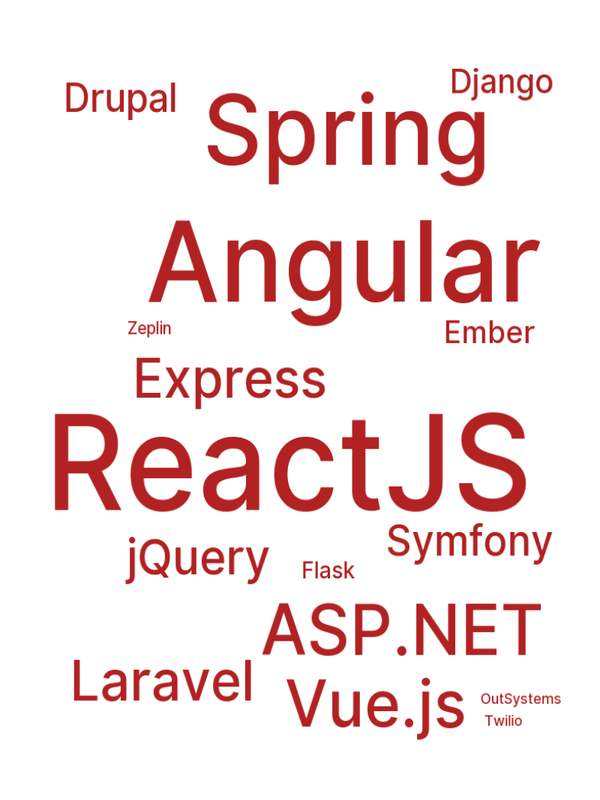 Django
Drupal
Spring
Angular
Zeplin
Ember
Express
ReactJS
Symfony
jQuery
Flask
ASP.NET
Laravel
Vue.js
OutSystems
Twilio